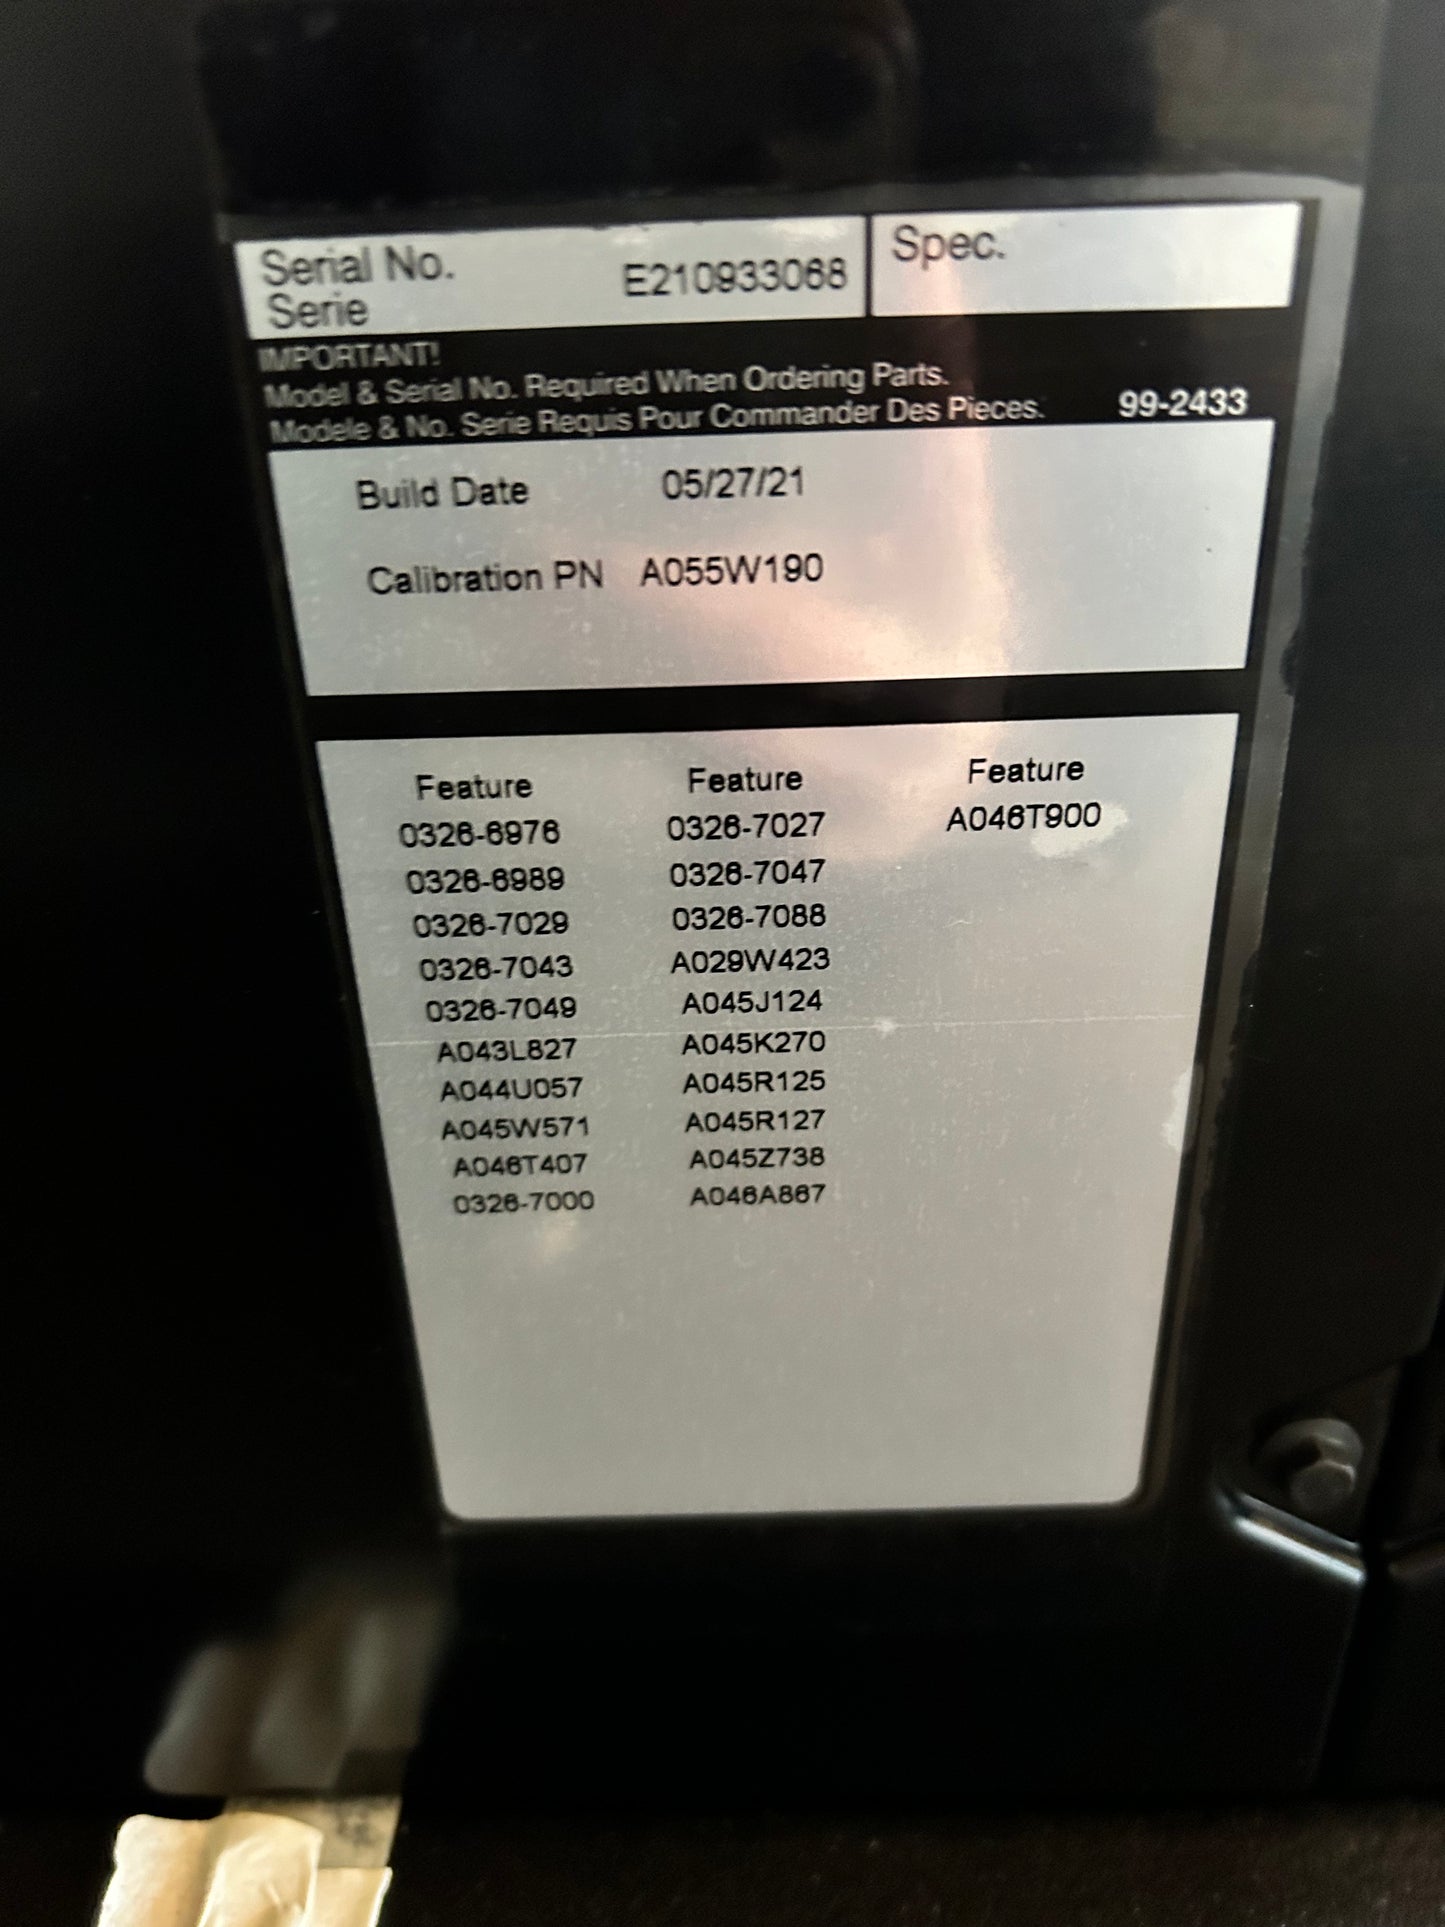 Serial No.
Serie
E210933068
Spec.
IMPORTANT!
Model & Serial No. Required When Ordering Parts.
Modele & No. Serie Requis Pour Commander Des Pieces.
99-2433
Build Date 05/27/21
Calibration PN A055W190
Feature Feature Feature
0326-6976 0326-7027 A046T900
0326-6989 0326-7047
0326-7029 0326-7088
0326-7043 A029W423
0326-7049 A045J124
A043L827 A045K270
A044U057 A045R125
A045W571 A045R127
A046T407 A045Z738
0326-7000 A046A867